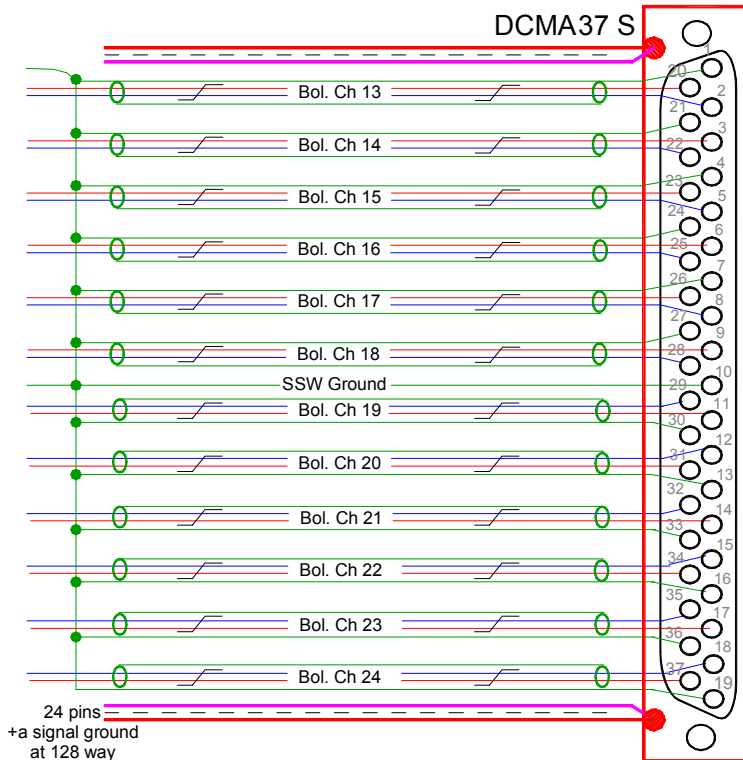 DCMA37 S
1
20
2
21
3
22
4
23
5
24
6
25
7
26
8
27
9
28
10
29
11
30
12
31
13
32
14
33
15
34
16
35
17
36
18
37
19
Bol. Ch 13
Bol. Ch 14
Bol. Ch 15
Bol. Ch 16
Bol. Ch 17
Bol. Ch 18
SSW Ground
Bol. Ch 19
Bol. Ch 20
Bol. Ch 21
Bol. Ch 22
Bol. Ch 23
Bol. Ch 24
24 pins
+a signal ground
at 128 way